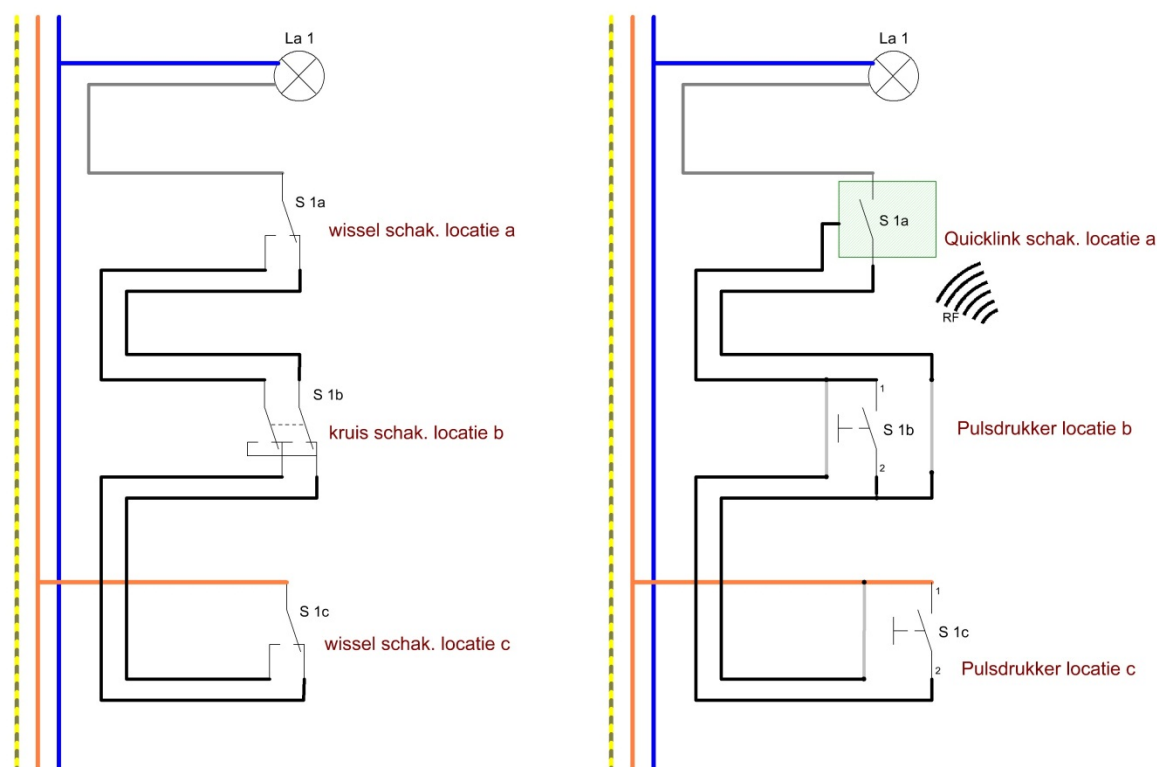 La 1
S 1a
wissel schak. locatie a
S 1b
kruis schak. locatie b
S 1c
wissel schak. locatie c
La 1
S 1a
Quicklink schak. locatie a
RF
1
S 1b
Pulsdrukker locatie b
2
1
S 1c
Pulsdrukker locatie c
2